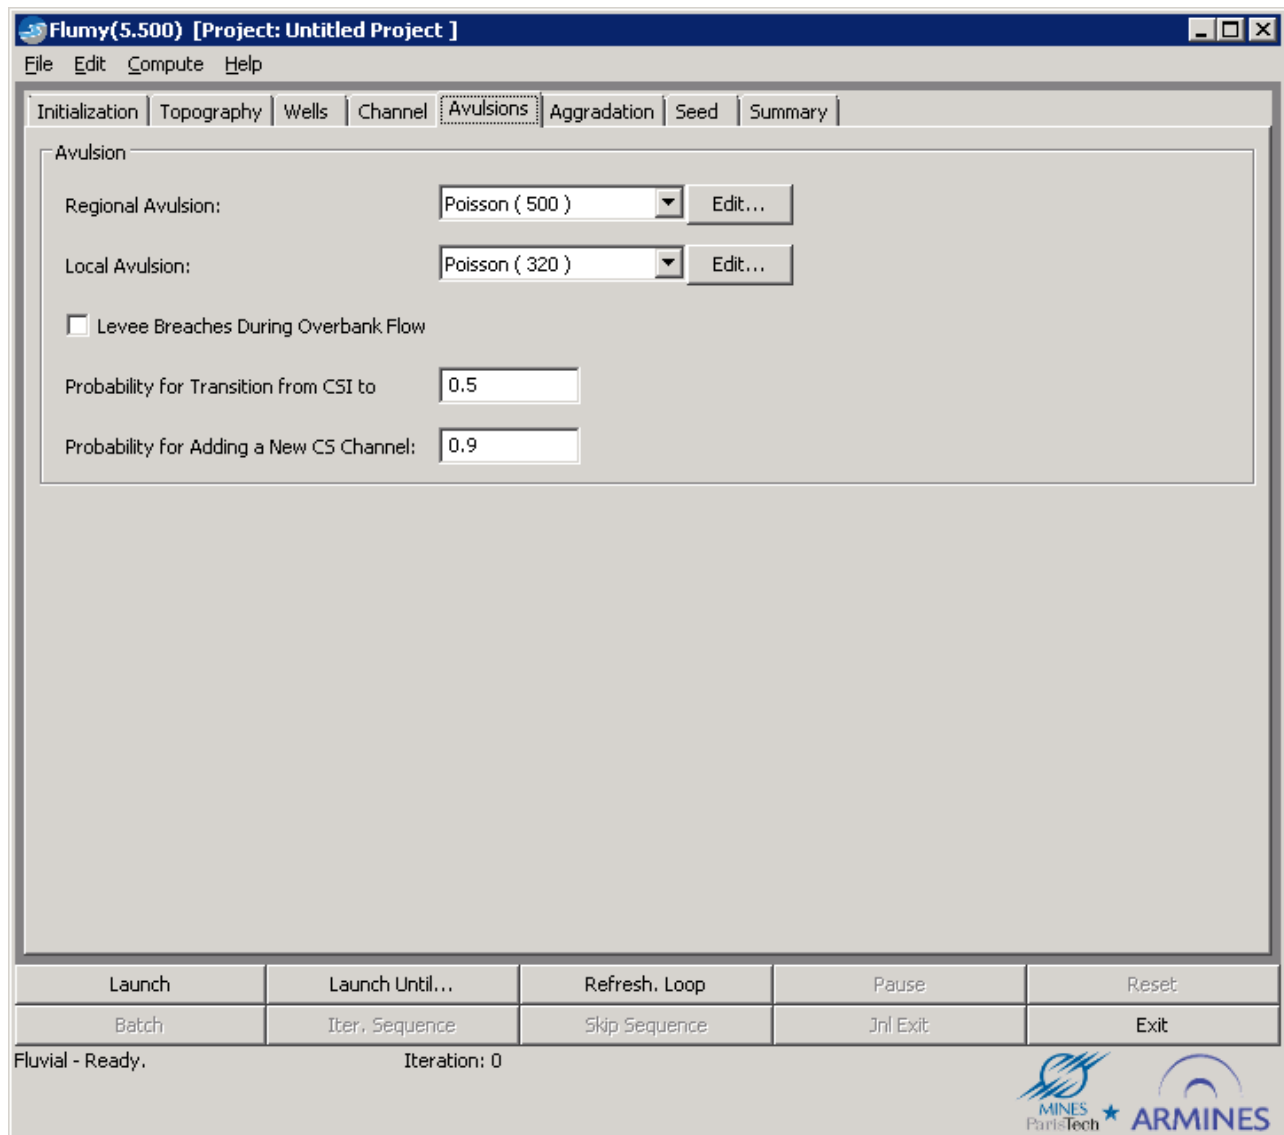 Flumy(5.500) [Project: Untitled Project ]
File Edit Compute Help
Initialization Topography Wells Channel Avulsions Aggradation Seed Summary
Avulsion
Regional Avulsion: Poisson ( 500 ) Edit...
Local Avulsion: Poisson ( 320 ) Edit...
Levee Breaches During Overbank Flow
Probability for Transition from CSI to 0.5
Probability for Adding a New CS Channel: 0.9
Launch Launch Until... Refresh. Loop Pause Reset
Batch Iter. Sequence Skip Sequence Jnl Exit Exit
Fluvial - Ready. Iteration: 0
MINES
ParisTech ARMINES